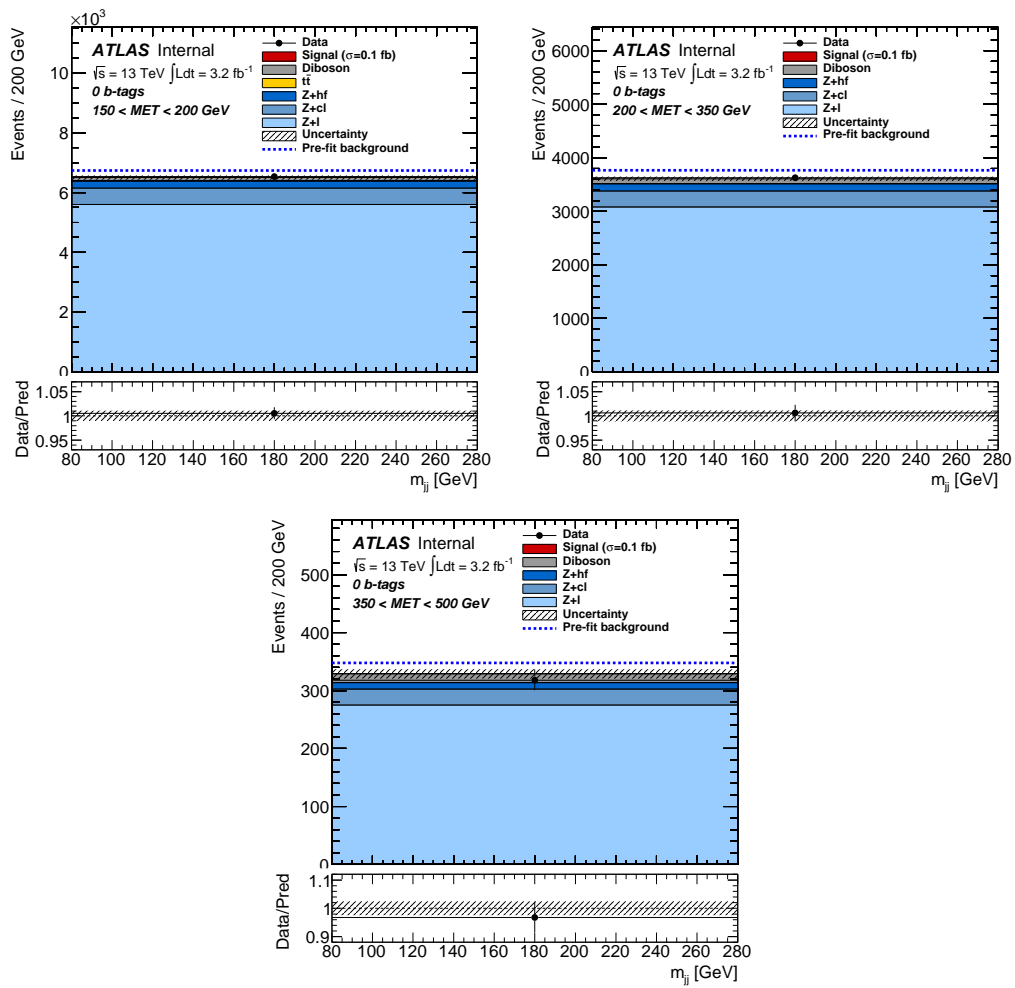 ×10³
Events / 200 GeV
10
8
6
4
2
0
ATLAS Internal
√s = 13 TeV ∫Ldt = 3.2 fb⁻¹
0 b-tags
150 < MET < 200 GeV
Data
Signal (σ=0.1 fb)
Diboson
tt̄
Z+hf
Z+cl
Z+l
Uncertainty
Pre-fit background
Data/Pred
1.05
1
0.95
80 100 120 140 160 180 200 220 240 260 280
m_jj [GeV]
Events / 200 GeV
6000
5000
4000
3000
2000
1000
0
ATLAS Internal
√s = 13 TeV ∫Ldt = 3.2 fb⁻¹
0 b-tags
200 < MET < 350 GeV
Data
Signal (σ=0.1 fb)
Diboson
Z+hf
Z+cl
Z+l
Uncertainty
Pre-fit background
Data/Pred
1.05
1
0.95
80 100 120 140 160 180 200 220 240 260 280
m_jj [GeV]
Events / 200 GeV
500
400
300
200
100
0
ATLAS Internal
√s = 13 TeV ∫Ldt = 3.2 fb⁻¹
0 b-tags
350 < MET < 500 GeV
Data
Signal (σ=0.1 fb)
Diboson
Z+hf
Z+cl
Z+l
Uncertainty
Pre-fit background
Data/Pred
1.1
1
0.9
80 100 120 140 160 180 200 220 240 260 280
m_jj [GeV]